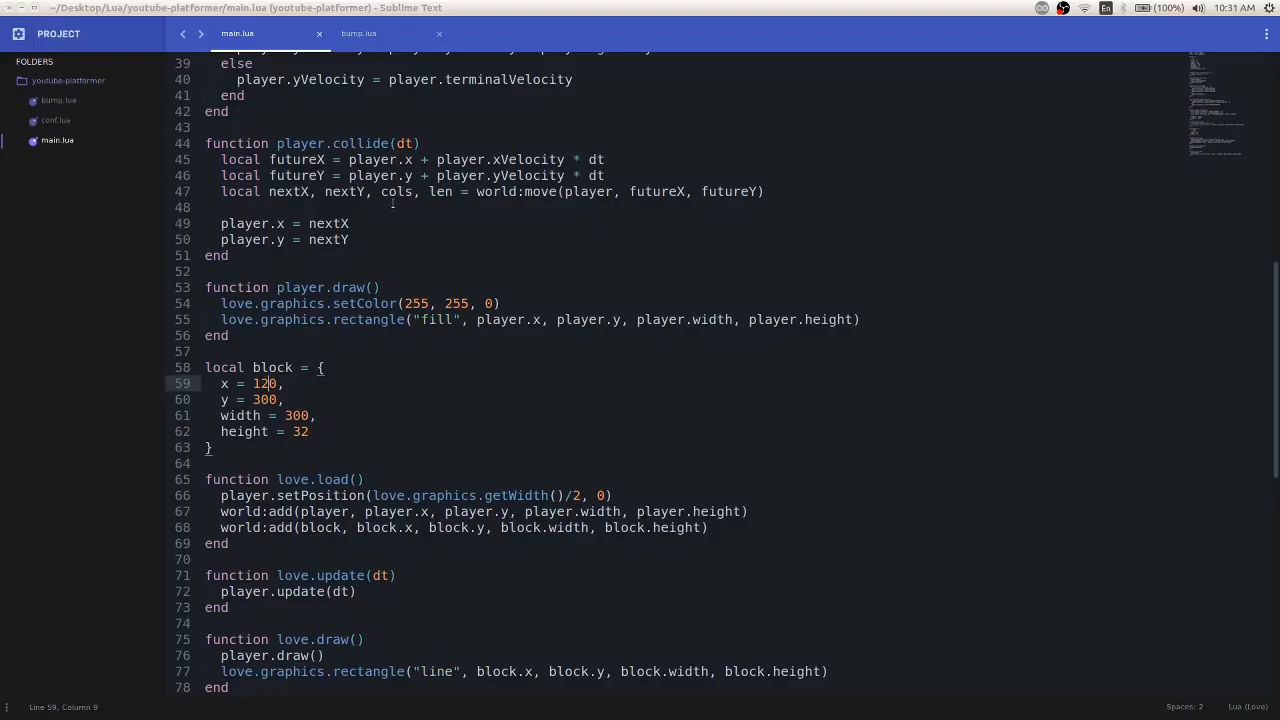 ~/Desktop/Lua/youtube-platformer/main.lua (youtube-platformer) - Sublime Text
En
(100%)
10:31 AM
PROJECT
main.lua
×
bump.lua
×
FOLDERS
youtube-platformer
bump.lua
conf.lua
main.lua
39 else
40 player.yVelocity = player.terminalVelocity
41 end
42 end
43
44 function player.collide(dt)
45 local futureX = player.x + player.xVelocity * dt
46 local futureY = player.y + player.yVelocity * dt
47 local nextX, nextY, cols, len = world:move(player, futureX, futureY)
48
49 player.x = nextX
50 player.y = nextY
51 end
52
53 function player.draw()
54 love.graphics.setColor(255, 255, 0)
55 love.graphics.rectangle("fill", player.x, player.y, player.width, player.height)
56 end
57
58 local block = {
59 x = 120,
60 y = 300,
61 width = 300,
62 height = 32
63 }
64
65 function love.load()
66 player.setPosition(love.graphics.getWidth()/2, 0)
67 world:add(player, player.x, player.y, player.width, player.height)
68 world:add(block, block.x, block.y, block.width, block.height)
69 end
70
71 function love.update(dt)
72 player.update(dt)
73 end
74
75 function love.draw()
76 player.draw()
77 love.graphics.rectangle("line", block.x, block.y, block.width, block.height)
78 end
Line 59, Column 9
Spaces: 2
Lua (Love)